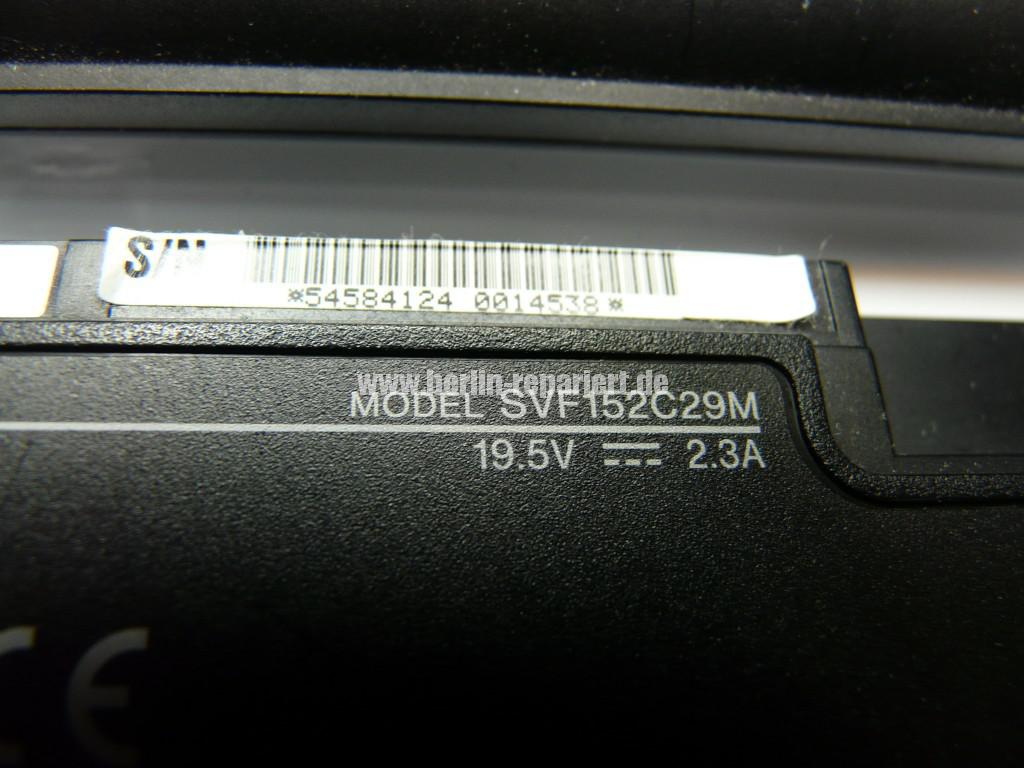 S/N
*54584124 0014538*
www.berlin-repariert.de
MODEL SVF152C29M
19.5V 2.3A
CE